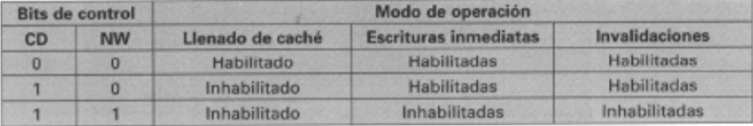 Bits de control Modo de operación
CD NW Llenado de caché Escrituras inmediatas Invalidaciones
0 0 Habilitado Habilitadas Habilitadas
1 0 Inhabilitado Habilitadas Habilitadas
1 1 Inhabilitado Inhabilitadas Inhabilitadas